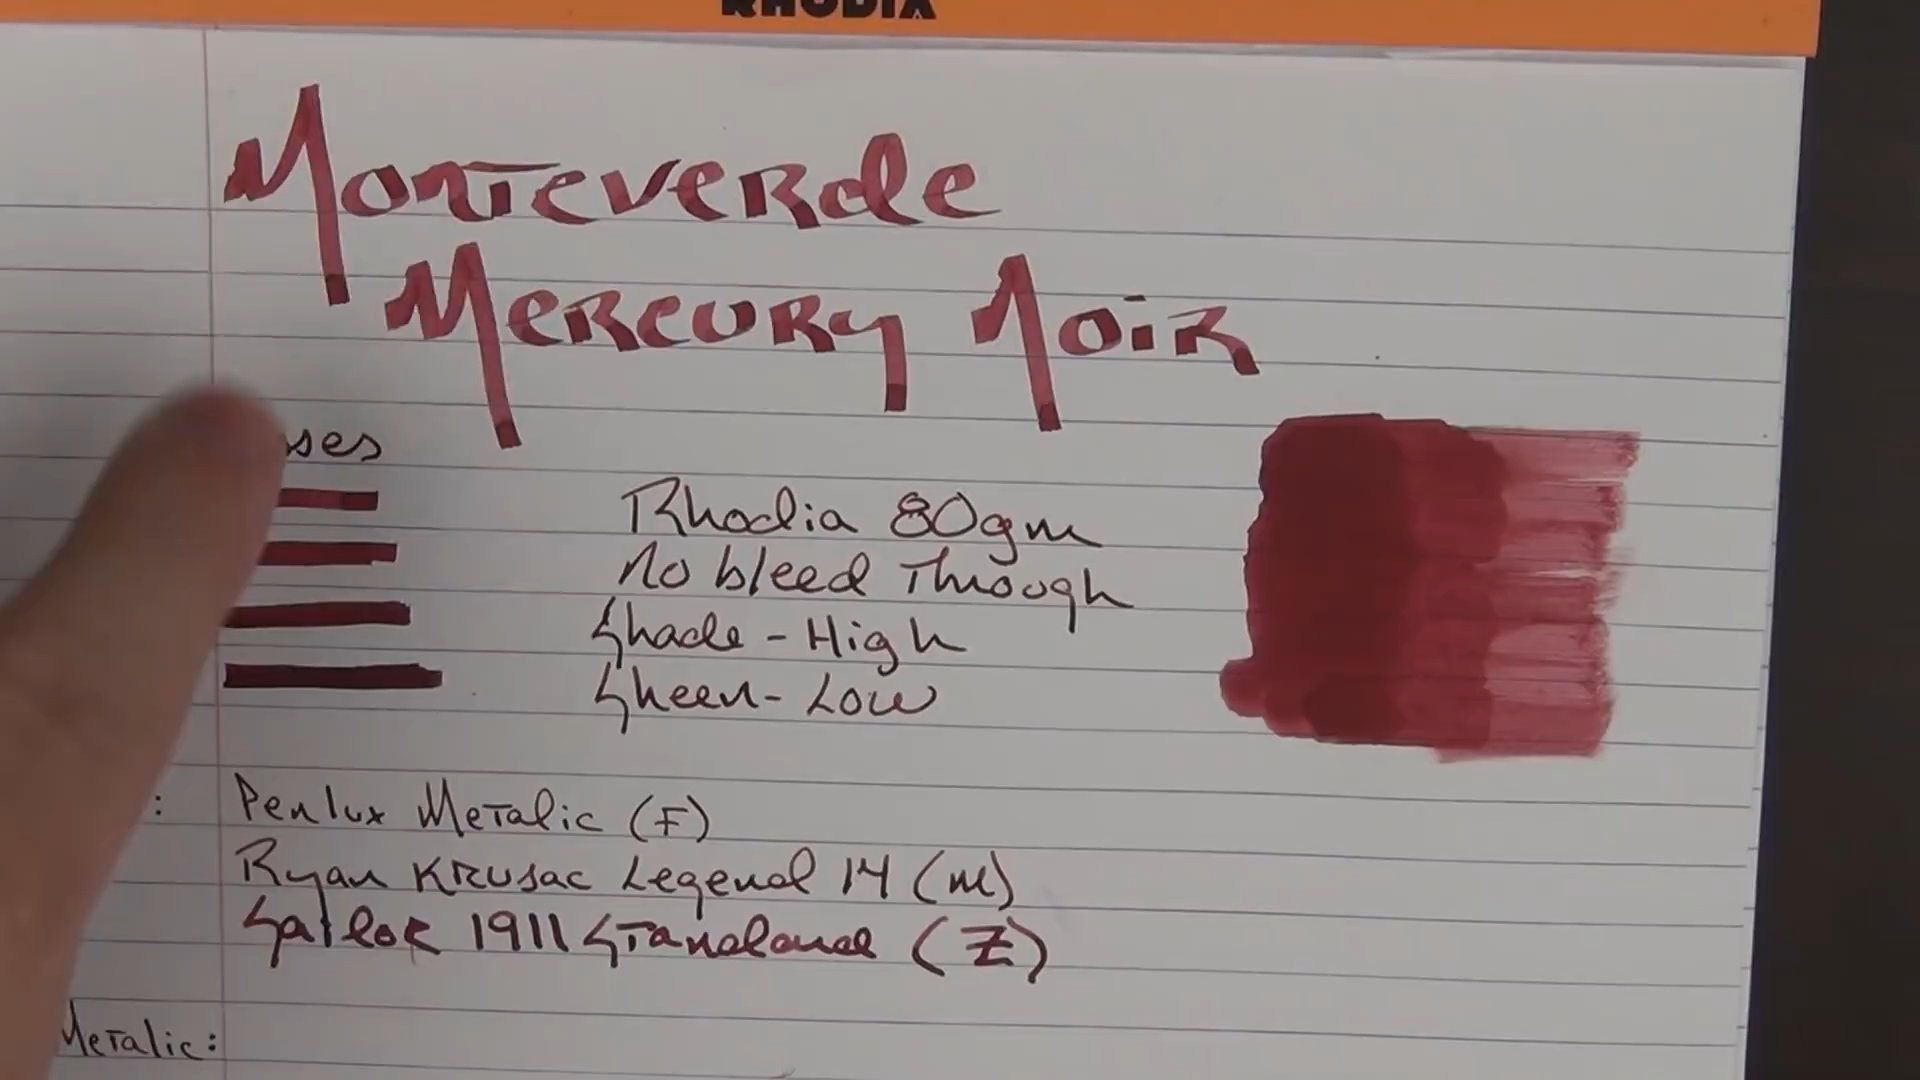 RHODIA
Monteverde
Mercury Noir
ses
Rhodia 80gm
No bleed Through
Shade - High
Sheen - Low
: Penlux Metalic (F)
Ryan Krusac Legend 14 (M)
Sailor 1911 Standard (Z)
Metalic: